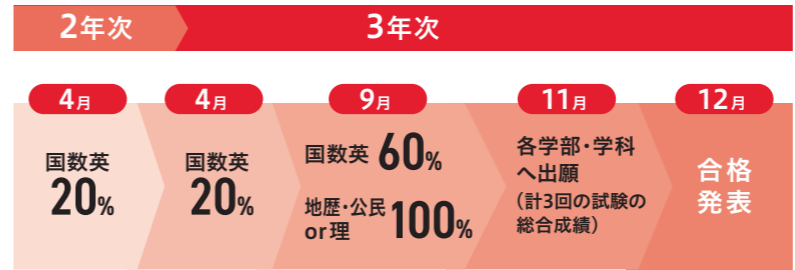 2年次
3年次
4月
国数英
20%
4月
国数英
20%
9月
国数英 60%
地歴・公民
or理 100%
11月
各学部・学科
へ出願
（計3回の試験の
総合成績）
12月
合格
発表